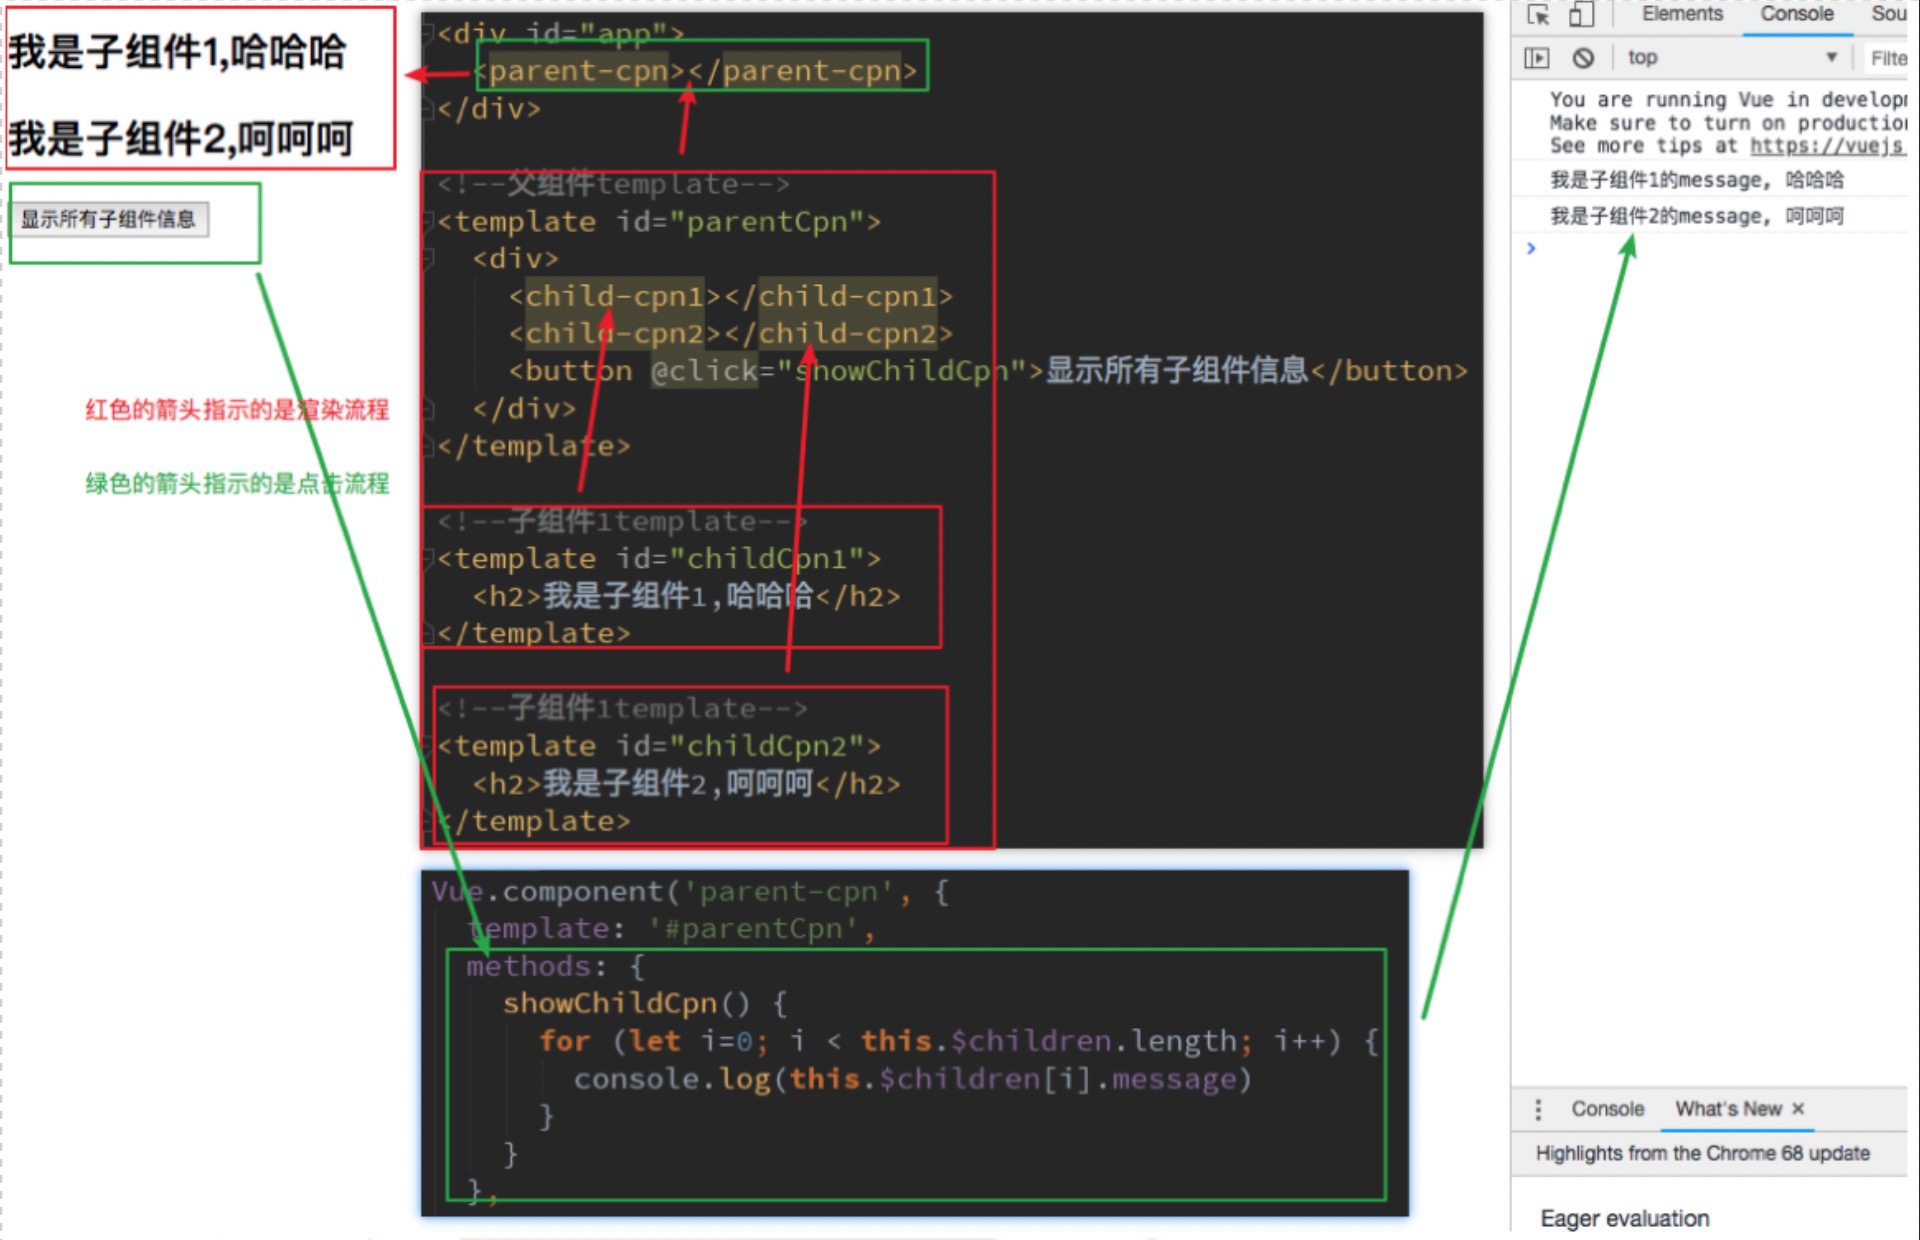 我是子组件1,哈哈哈
我是子组件2,呵呵呵
显示所有子组件信息
红色的箭头指示的是渲染流程
绿色的箭头指示的是点击流程
<div id="app">
<parent-cpn></parent-cpn>
</div>
<!--父组件template-->
<template id="parentCpn">
<div>
<child-cpn1></child-cpn1>
<child-cpn2></child-cpn2>
<button @click="showChildCpn">显示所有子组件信息</button>
</div>
</template>
<!--子组件1template-->
<template id="childCpn1">
<h2>我是子组件1,哈哈哈</h2>
</template>
<!--子组件1template-->
<template id="childCpn2">
<h2>我是子组件2,呵呵呵</h2>
</template>
Vue.component('parent-cpn', {
template: '#parentCpn',
methods: {
showChildCpn() {
for (let i=0; i < this.$children.length; i++) {
console.log(this.$children[i].message)
}
}
},
Elements Console Sou
top Filte
You are running Vue in develop
Make sure to turn on production
See more tips at https://vuejs.
我是子组件1的message, 哈哈哈
我是子组件2的message, 呵呵呵
Console What's New ×
Highlights from the Chrome 68 update
Eager evaluation